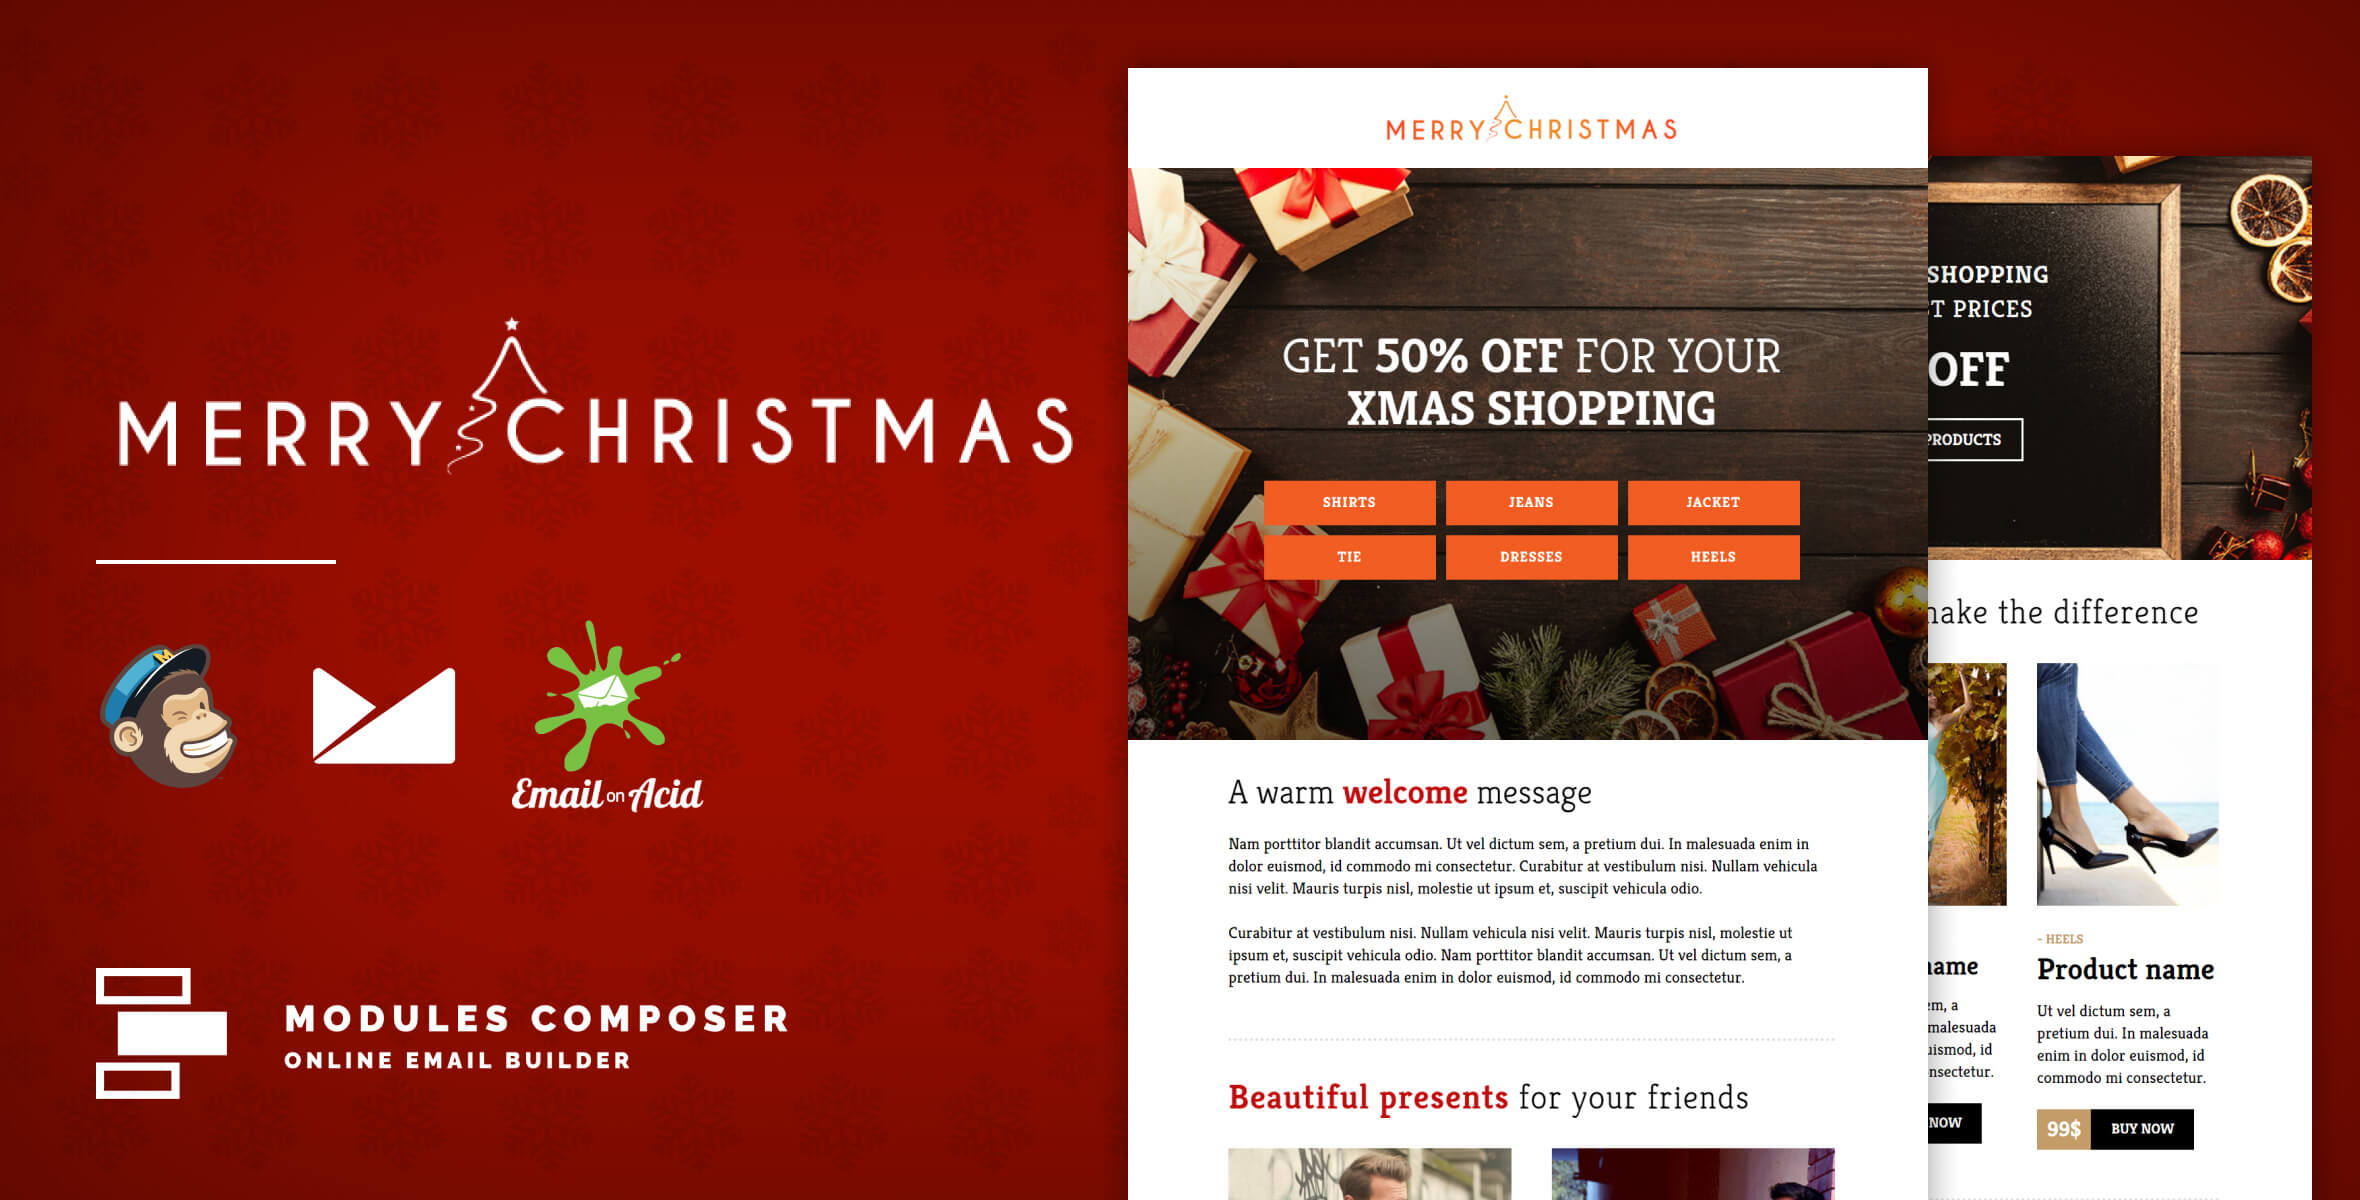 MERRY CHRISTMAS
Email on Acid
MODULES COMPOSER
ONLINE EMAIL BUILDER
MERRY CHRISTMAS
GET 50% OFF FOR YOUR
XMAS SHOPPING
SHIRTS
JEANS
JACKET
TIE
DRESSES
HEELS
A warm welcome message
Nam porttitor blandit accumsan. Ut vel dictum sem, a pretium dui. In malesuada enim in
dolor euismod, id commodo mi consectetur. Curabitur at vestibulum nisi. Nullam vehicula
nisi velit. Mauris turpis nisl, molestie ut ipsum et, suscipit vehicula odio.
Curabitur at vestibulum nisi. Nullam vehicula nisi velit. Mauris turpis nisl, molestie ut
ipsum et, suscipit vehicula odio. Nam porttitor blandit accumsan. Ut vel dictum sem, a
pretium dui. In malesuada enim in dolor euismod, id commodo mi consectetur.
Beautiful presents for your friends
SHOPPING
PRICES
OFF
PRODUCTS
the difference
- HEELS
Product name
Ut vel dictum sem, a
pretium dui. In malesuada
enim in dolor euismod, id
commodo mi consectetur.
99$
BUY NOW
a
malesuada
id
NOW